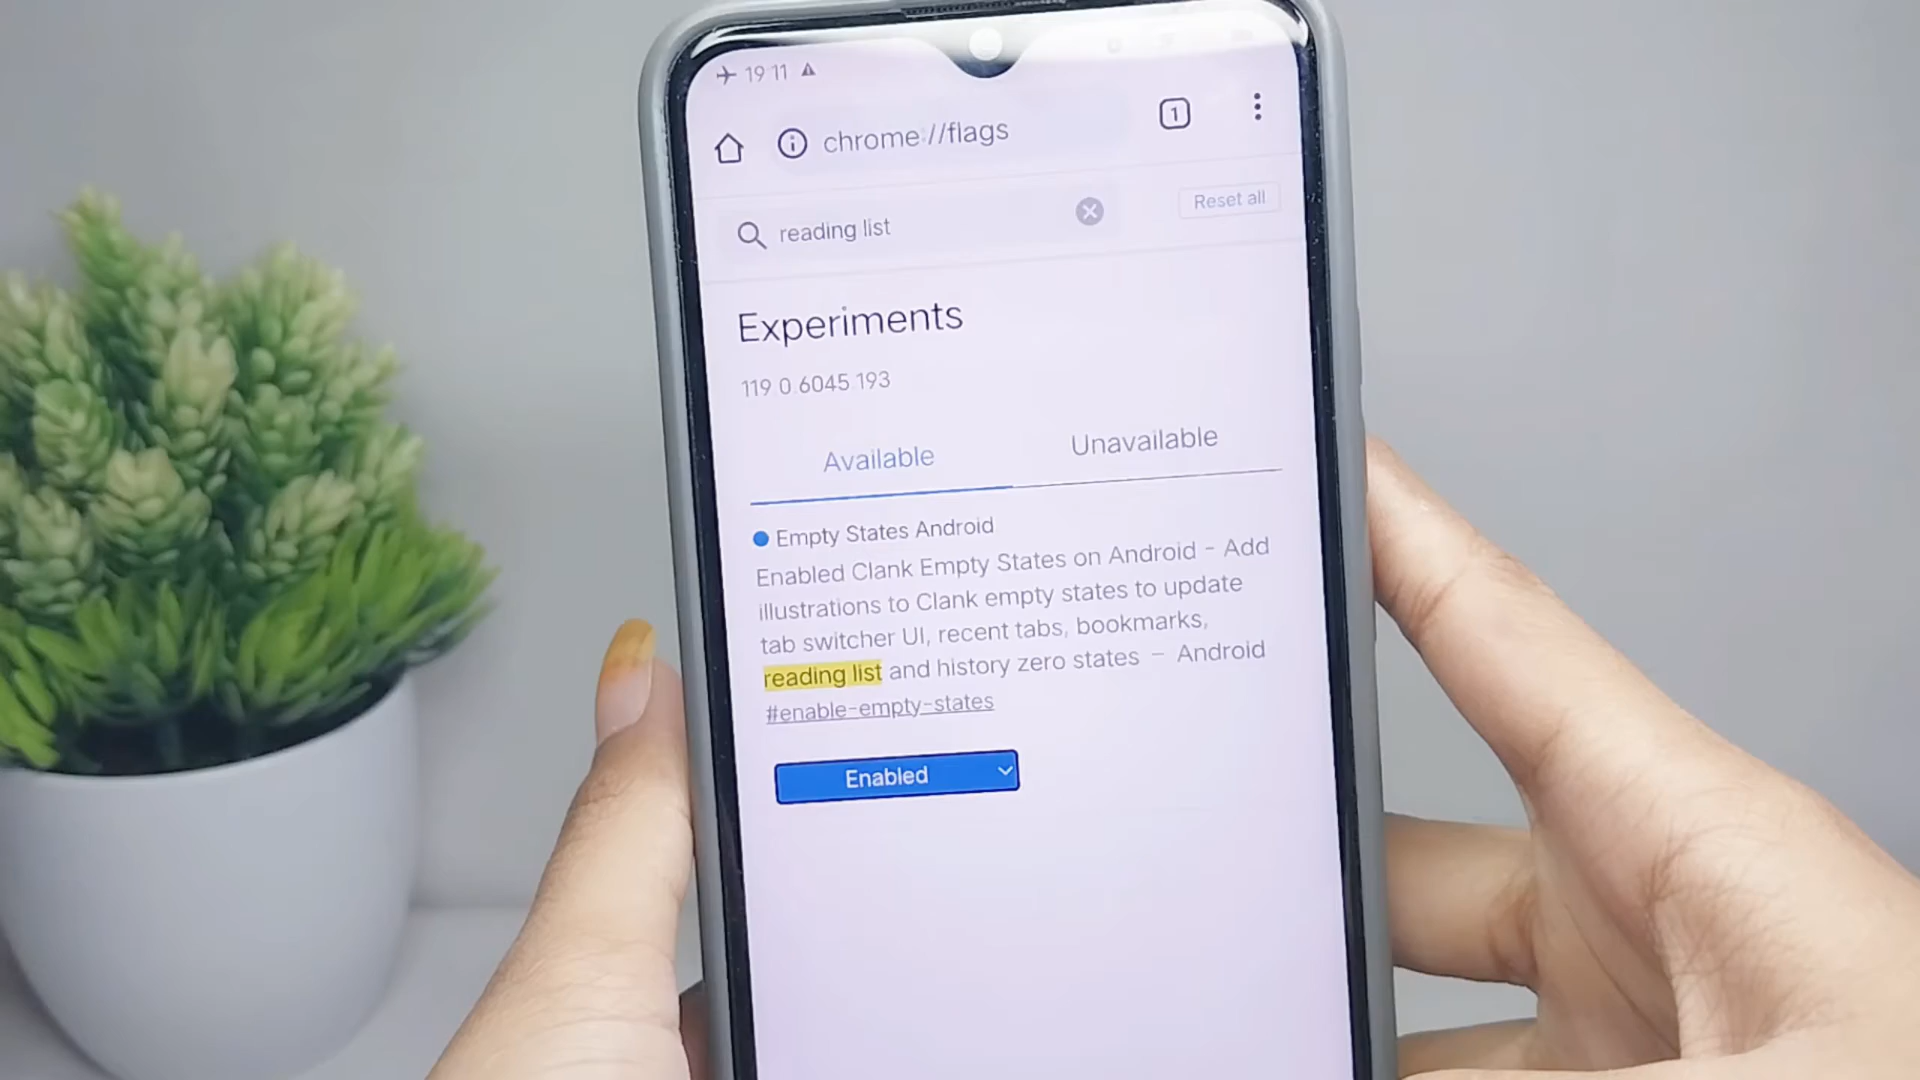 19 11
chrome://flags
1
reading list
Reset all
Experiments
119 0 6045 193
Available
Unavailable
Empty States Android
Enabled Clank Empty States on Android - Add
illustrations to Clank empty states to update
tab switcher UI, recent tabs, bookmarks,
reading list and history zero states – Android
#enable-empty-states
Enabled